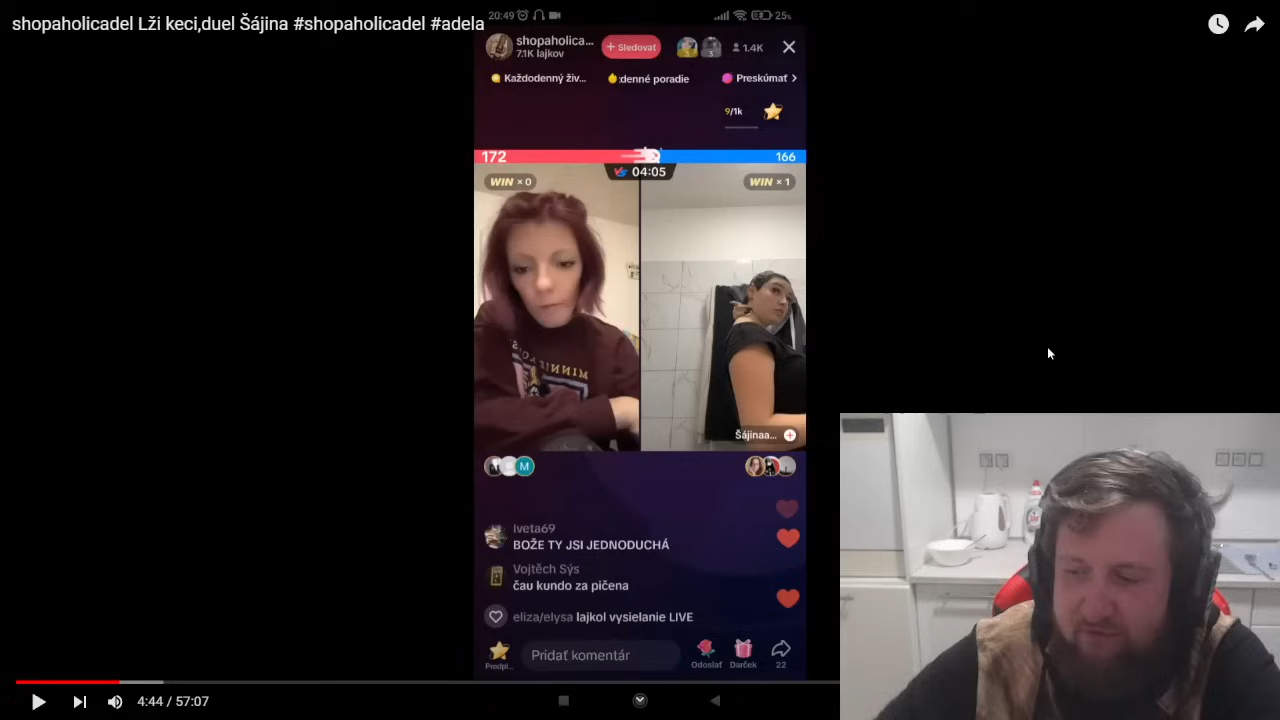 shopaholicadel Lži keci,duel Šájina #shopaholicadel #adela
20:49
25%
shopaholica...
7.1K lajkov
+ Sledovať
3
1.4K
Každodenný živ...
denné poradie
Preskúmať
9/1k
172
166
04:05
WIN × 0
WIN × 1
Šájinaa...
M
Iveta69
BOŽE TY JSI JEDNODUCHÁ
Vojtěch Sýs
čau kundo za pičena
eliza/elysa lajkol vysielanie LIVE
Predpl...
Pridať komentár
Odoslať
Darček
22
4:44 / 57:07